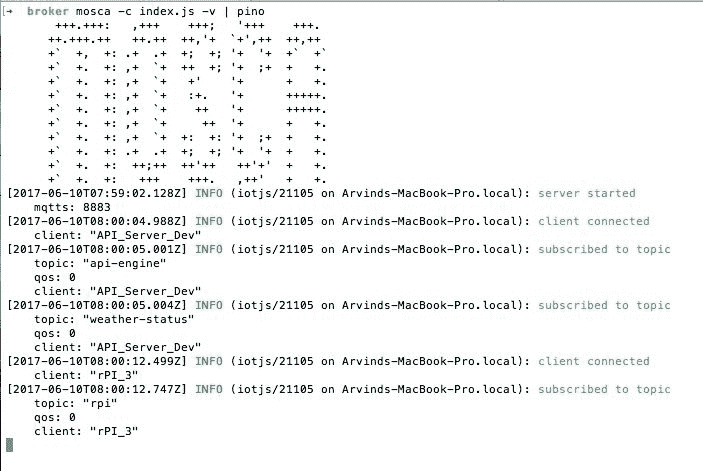 [→  broker mosca -c index.js -v | pino
       +++.+++:   ,+++    +++;   '+++    +++.
      ++.+++.++   ++.++  ++,'+  `+',++  ++,++
      +`  +,  +: .+  .+  +;  +; '+  '+  +`  +`
      +`  +.  +: ,+  `+  ++  +; '+  ;+  +   +.
      +`  +.  +: ,+  `+   +'    '+      +   +.
      +`  +.  +: ,+  `+   :+.   '+      +++++.
      +`  +.  +: ,+  `+    ++   '+      +++++.
      +`  +.  +: ,+  `+     ++  '+      +   +.
      +`  +.  +: ,+  `+  +:  +: '+  ;+  +   +.
      +`  +.  +: .+  .+  +;  +; '+  '+  +   +.
      +`  +.  +:  ++;++  ++'++   ++'+'  +   +.
      +`  +.  +:   +++    +++.   ,++'   +   +.
[2017-06-10T07:59:02.128Z] INFO (iotjs/21105 on Arvinds-MacBook-Pro.local): server started
    mqtts: 8883
[2017-06-10T08:00:04.988Z] INFO (iotjs/21105 on Arvinds-MacBook-Pro.local): client connected
    client: "API_Server_Dev"
[2017-06-10T08:00:05.001Z] INFO (iotjs/21105 on Arvinds-MacBook-Pro.local): subscribed to topic
    topic: "api-engine"
    qos: 0
    client: "API_Server_Dev"
[2017-06-10T08:00:05.004Z] INFO (iotjs/21105 on Arvinds-MacBook-Pro.local): subscribed to topic
    topic: "weather-status"
    qos: 0
    client: "API_Server_Dev"
[2017-06-10T08:00:12.499Z] INFO (iotjs/21105 on Arvinds-MacBook-Pro.local): client connected
    client: "rPI_3"
[2017-06-10T08:00:12.747Z] INFO (iotjs/21105 on Arvinds-MacBook-Pro.local): subscribed to topic
    topic: "rpi"
    qos: 0
    client: "rPI_3"